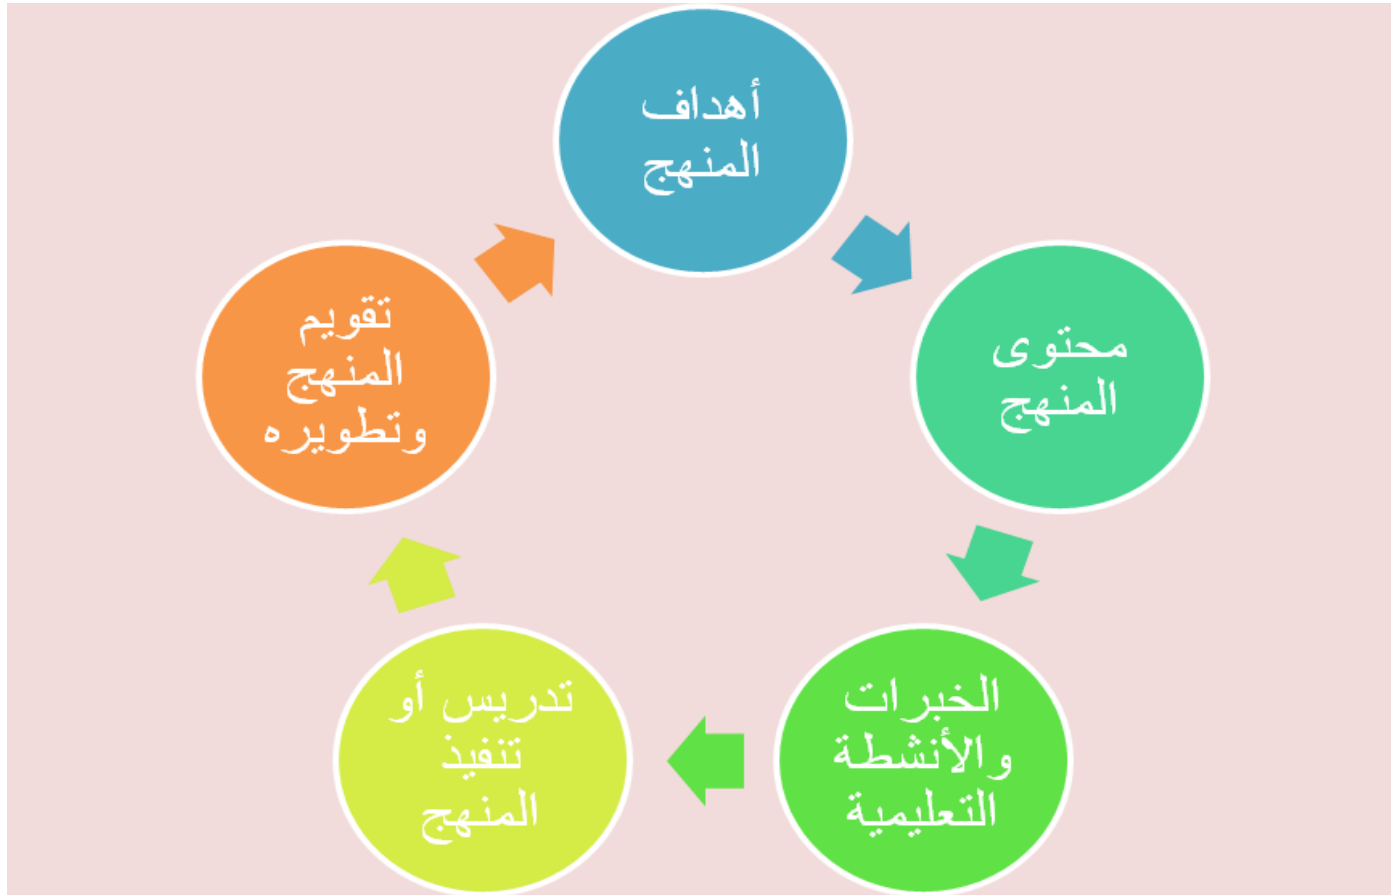 أهداف
المنهج
محتوى
المنهج
الخبرات
والأنشطة
التعليمية
تدريس أو
تنفيذ
المنهج
تقويم
المنهج
وتطويره